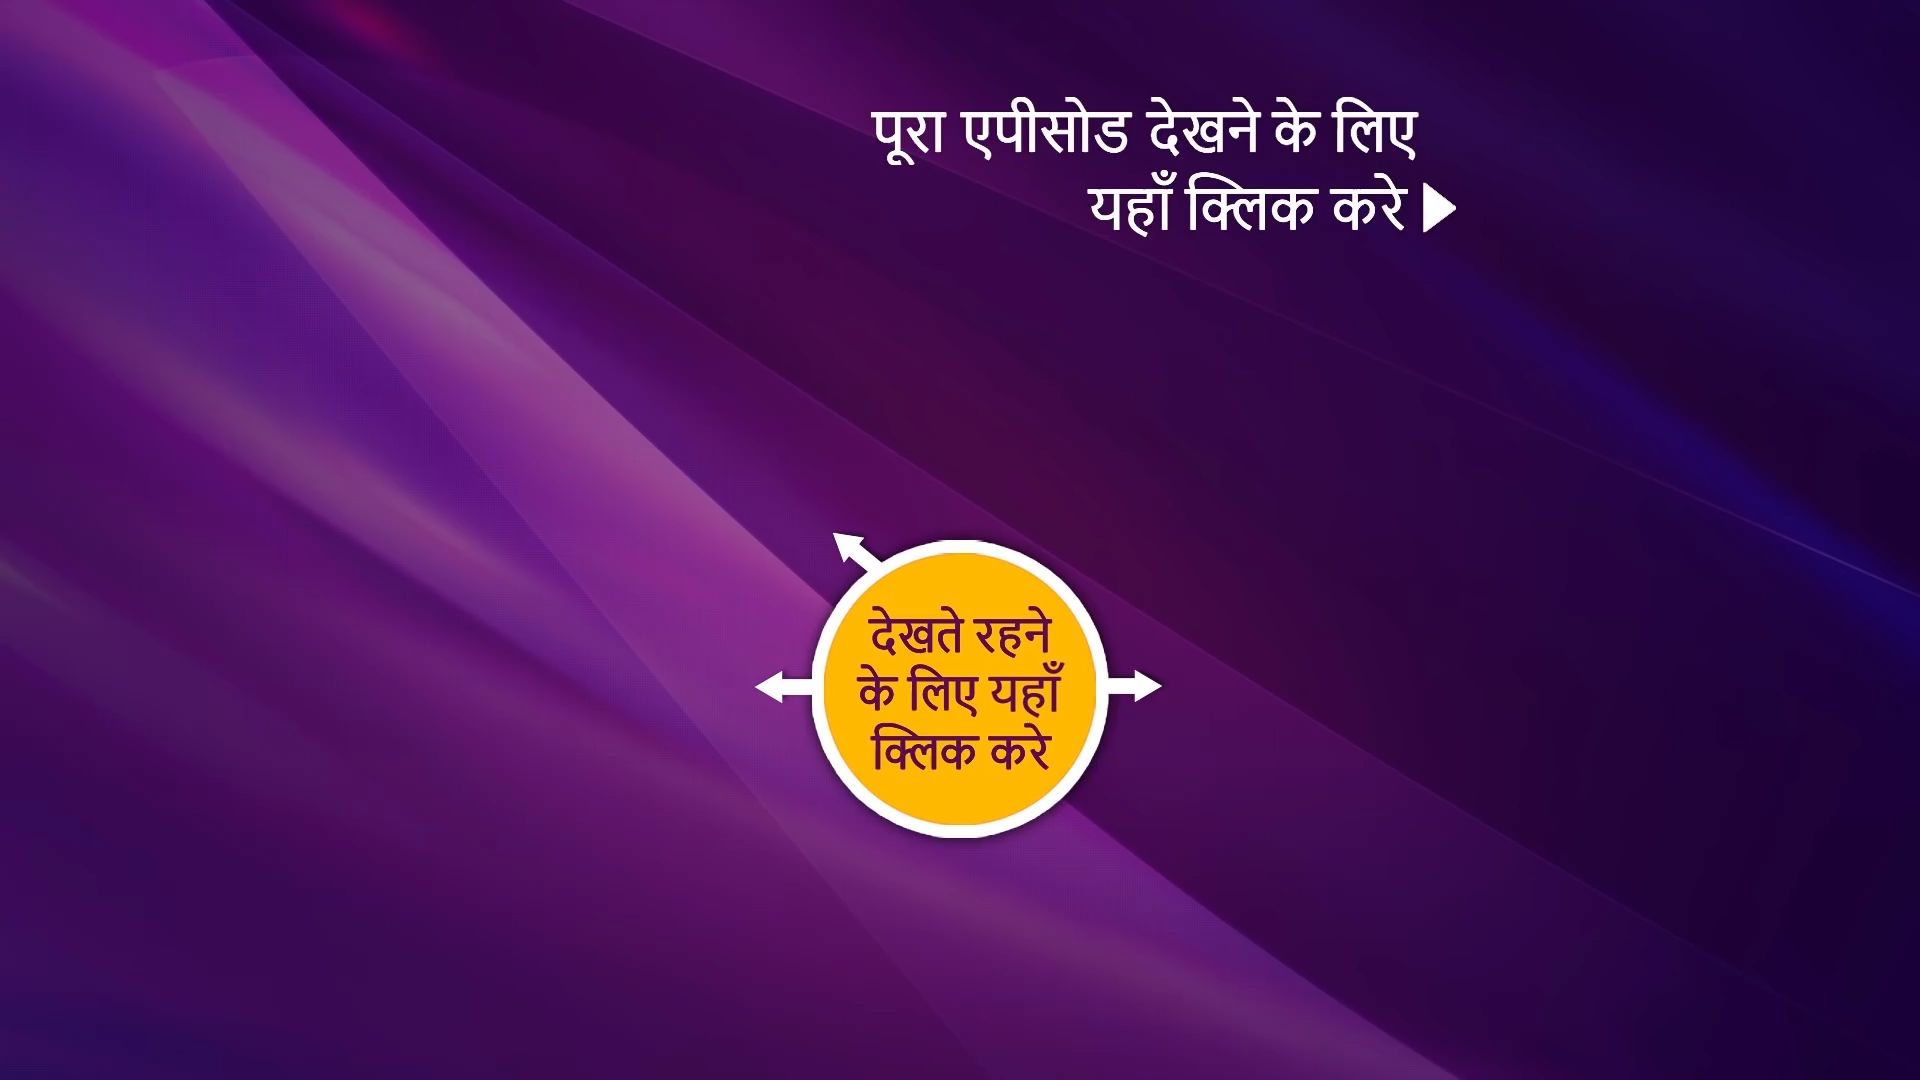 पूरा एपीसोड देखने के लिए
यहाँ क्लिक करे
देखते रहने
के लिए यहाँ
क्लिक करे